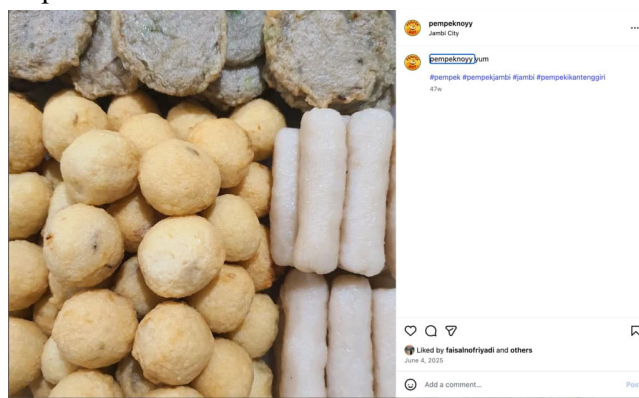 pempeknoyy
Jambi City
pempeknoyy yum
#pempek #pempekjambi #jambi #pempekikantenggiri
47w
Liked by faisalnofriyadi and others
June 4, 2025
Add a comment...